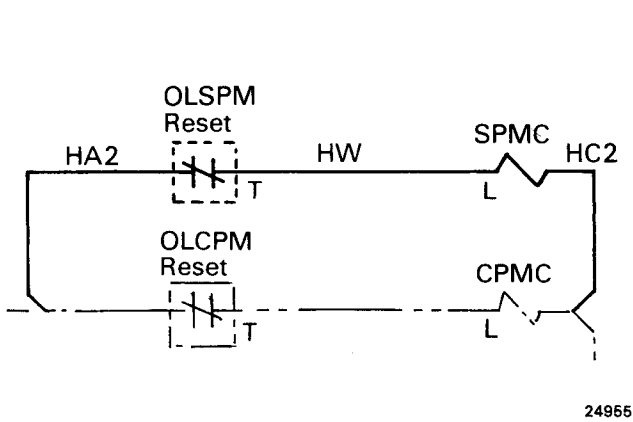 OLSPM
Reset
SPMC
HA2
HW
HC2
T
L
OLCPM
Reset
CPMC
T
L
24955